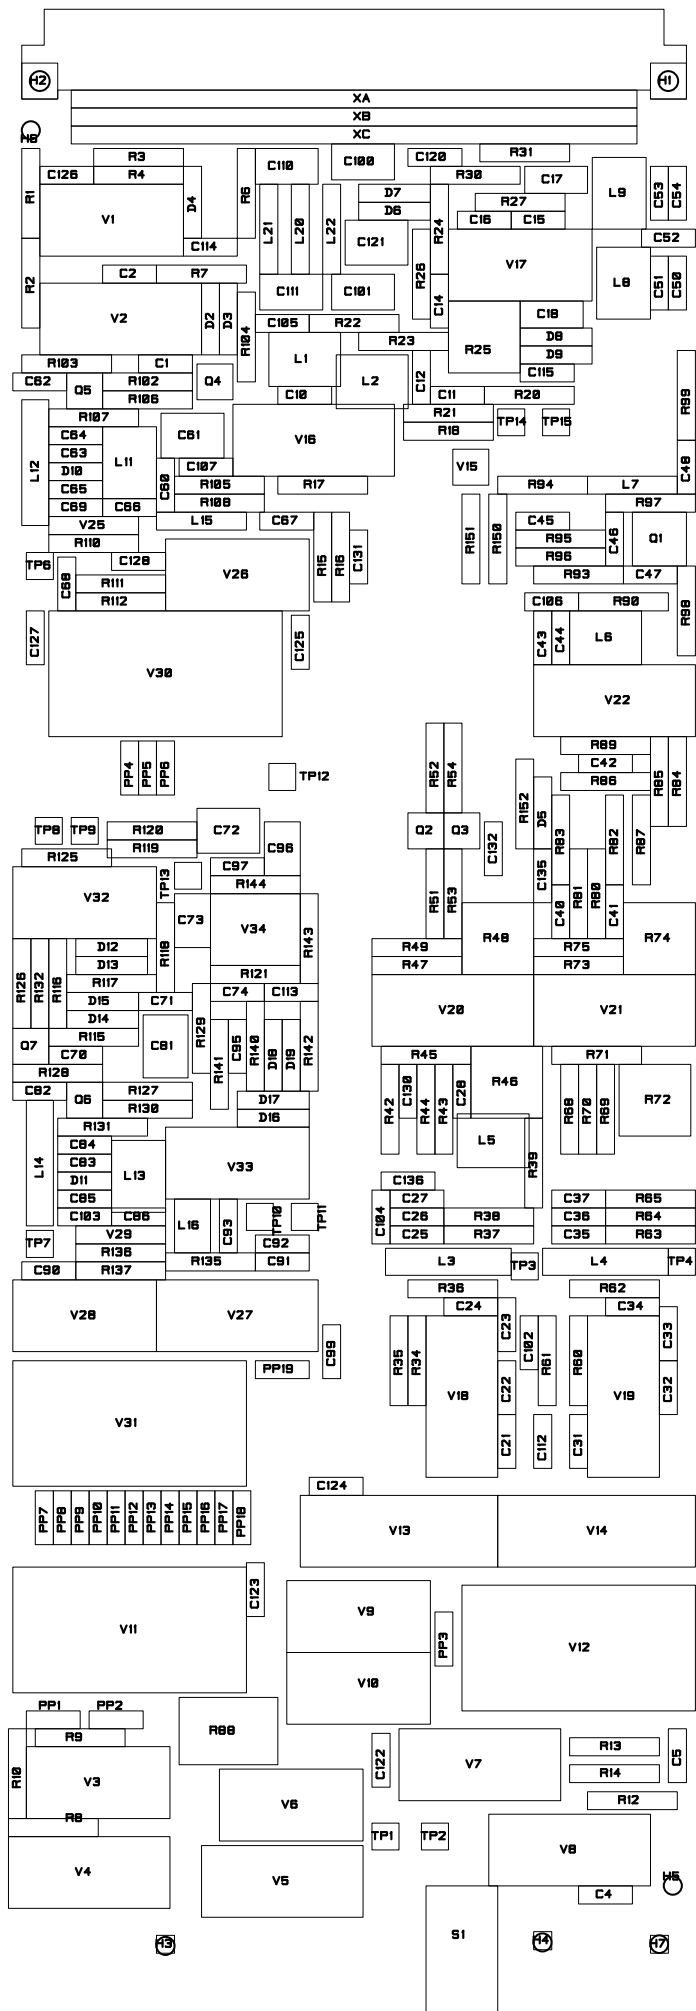 H2 H1
XA
XB
XC
H6
R3 C110 C100 C120 R31
C126 R4 R30 C17
R1 D4 R6 D7 L9 C53 C54
V1 R27
D6 C16 C15
L21 L20 L22 R24
C114 C121 C52
R2 C2 R7 R26 V17 L8 C51 C50
C111 C101 C14
V2 D2 D3 R104 C105 R22 C18
R23 R25 D8
R103 C1 L1 D9
C62 Q5 R102 Q4 L2 C12 C115
R106 C10 C11 R20 R99
R107 V16 R21 TP14 TP15
C64 C61 R18
C63 L11
D10 C107 V15 C48
L12 C65 C60 R105 R17 R94 L7
C69 C66 R108 R151 R150 R97
V25 L15 C67 C45 C46 Q1
R110 R15 R16 C131 R95
TP6 C128 R96
C68 R111 V26 R93 C47
R112 C106 R90 R98
C127 C125 C43 C44 L6
V30 V22
R89
PP4 PP5 PP6 TP12 R52 R54 C42 R85 R84
R152 D5 R86
TP8 TP9 R120 C72 C96 Q2 Q3 C132 R83 R82 R87
R119
R125 C97 C135
TP13 R144 R51 R53 R81 R80
V32 C73 C40 C41
R118 V34 R143 R48 R74
D12 R49 R75
R126 R132 R116 D13 R121 R47 R73
R117
D15 C71 C74 C113 V20 V21
D14 R129
Q7 R115 C81 R141 C95 R140 D18 D19 R142
C70 R45 R71
R128 R46
C82 Q6 R127 D17 R42 C130 R44 R43 C28 R68 R70 R69 R72
R130 D16
R131
C84 L5
L14 C83 L13 V33 R39
D11 C136
C85 C27 C37 R65
C103 C86 L16 C93 TP10 TP11 C104 C26 R38 C36 R64
V29 C25 R37 C35 R63
TP7 R136 C92
C90 R137 R135 C91 L3 TP3 L4 TP4
V28 V27 R36 R62
C24 C23 C34 C33
C99 R35 R34 C102 R61 R60
PP19 V18 C22 V19 C32
V31 C21 C112 C31
C124
PP7 PP8 PP9 PP10 PP11 PP12 PP13 PP14 PP15 PP16 PP17 PP18 V13 V14
C123
V11 V9 PP3 V12
V10
PP1 PP2
R9 R88 C122 V7 R13 C5
R10 V3 R14
V6 R12
R8 TP1 TP2
V4 V5 V8
H5
C4
S1
H3 H4 H7